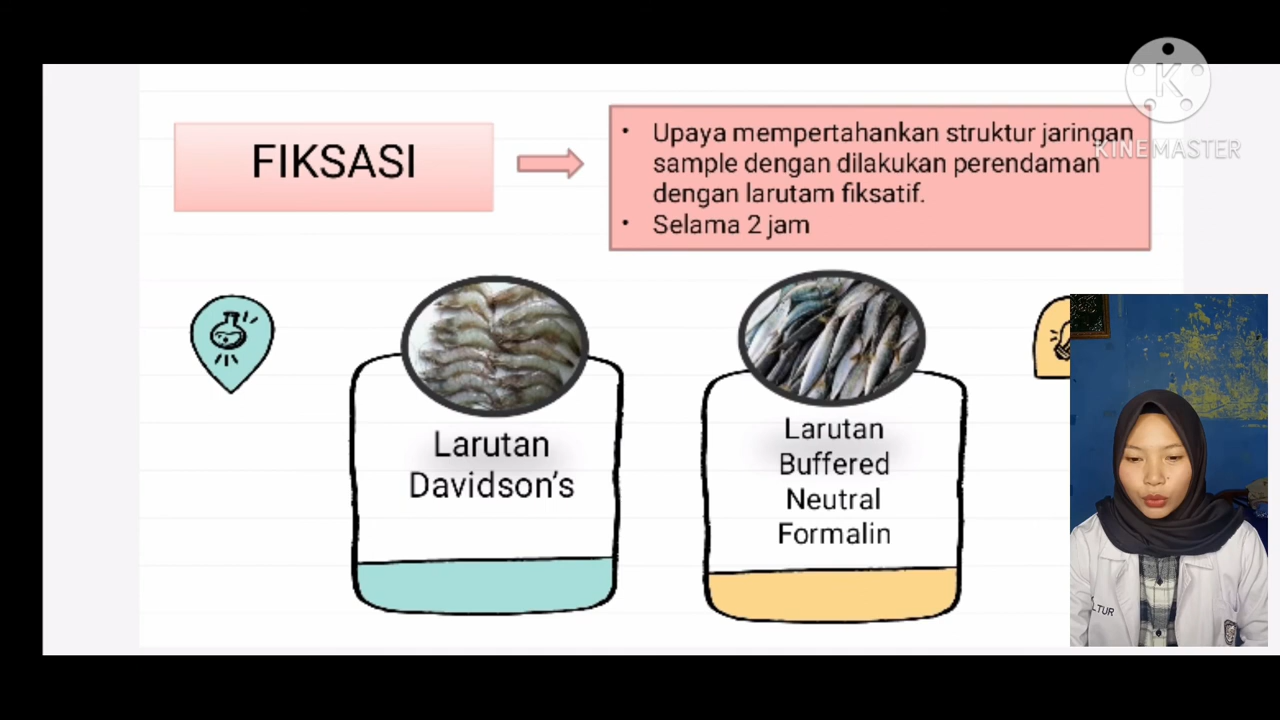 FIKSASI
• Upaya mempertahankan struktur jaringan
sample dengan dilakukan perendaman
dengan larutam fiksatif.
• Selama 2 jam
K
KINEMASTER
Larutan
Davidson's
Larutan
Buffered
Neutral
Formalin
LTUR